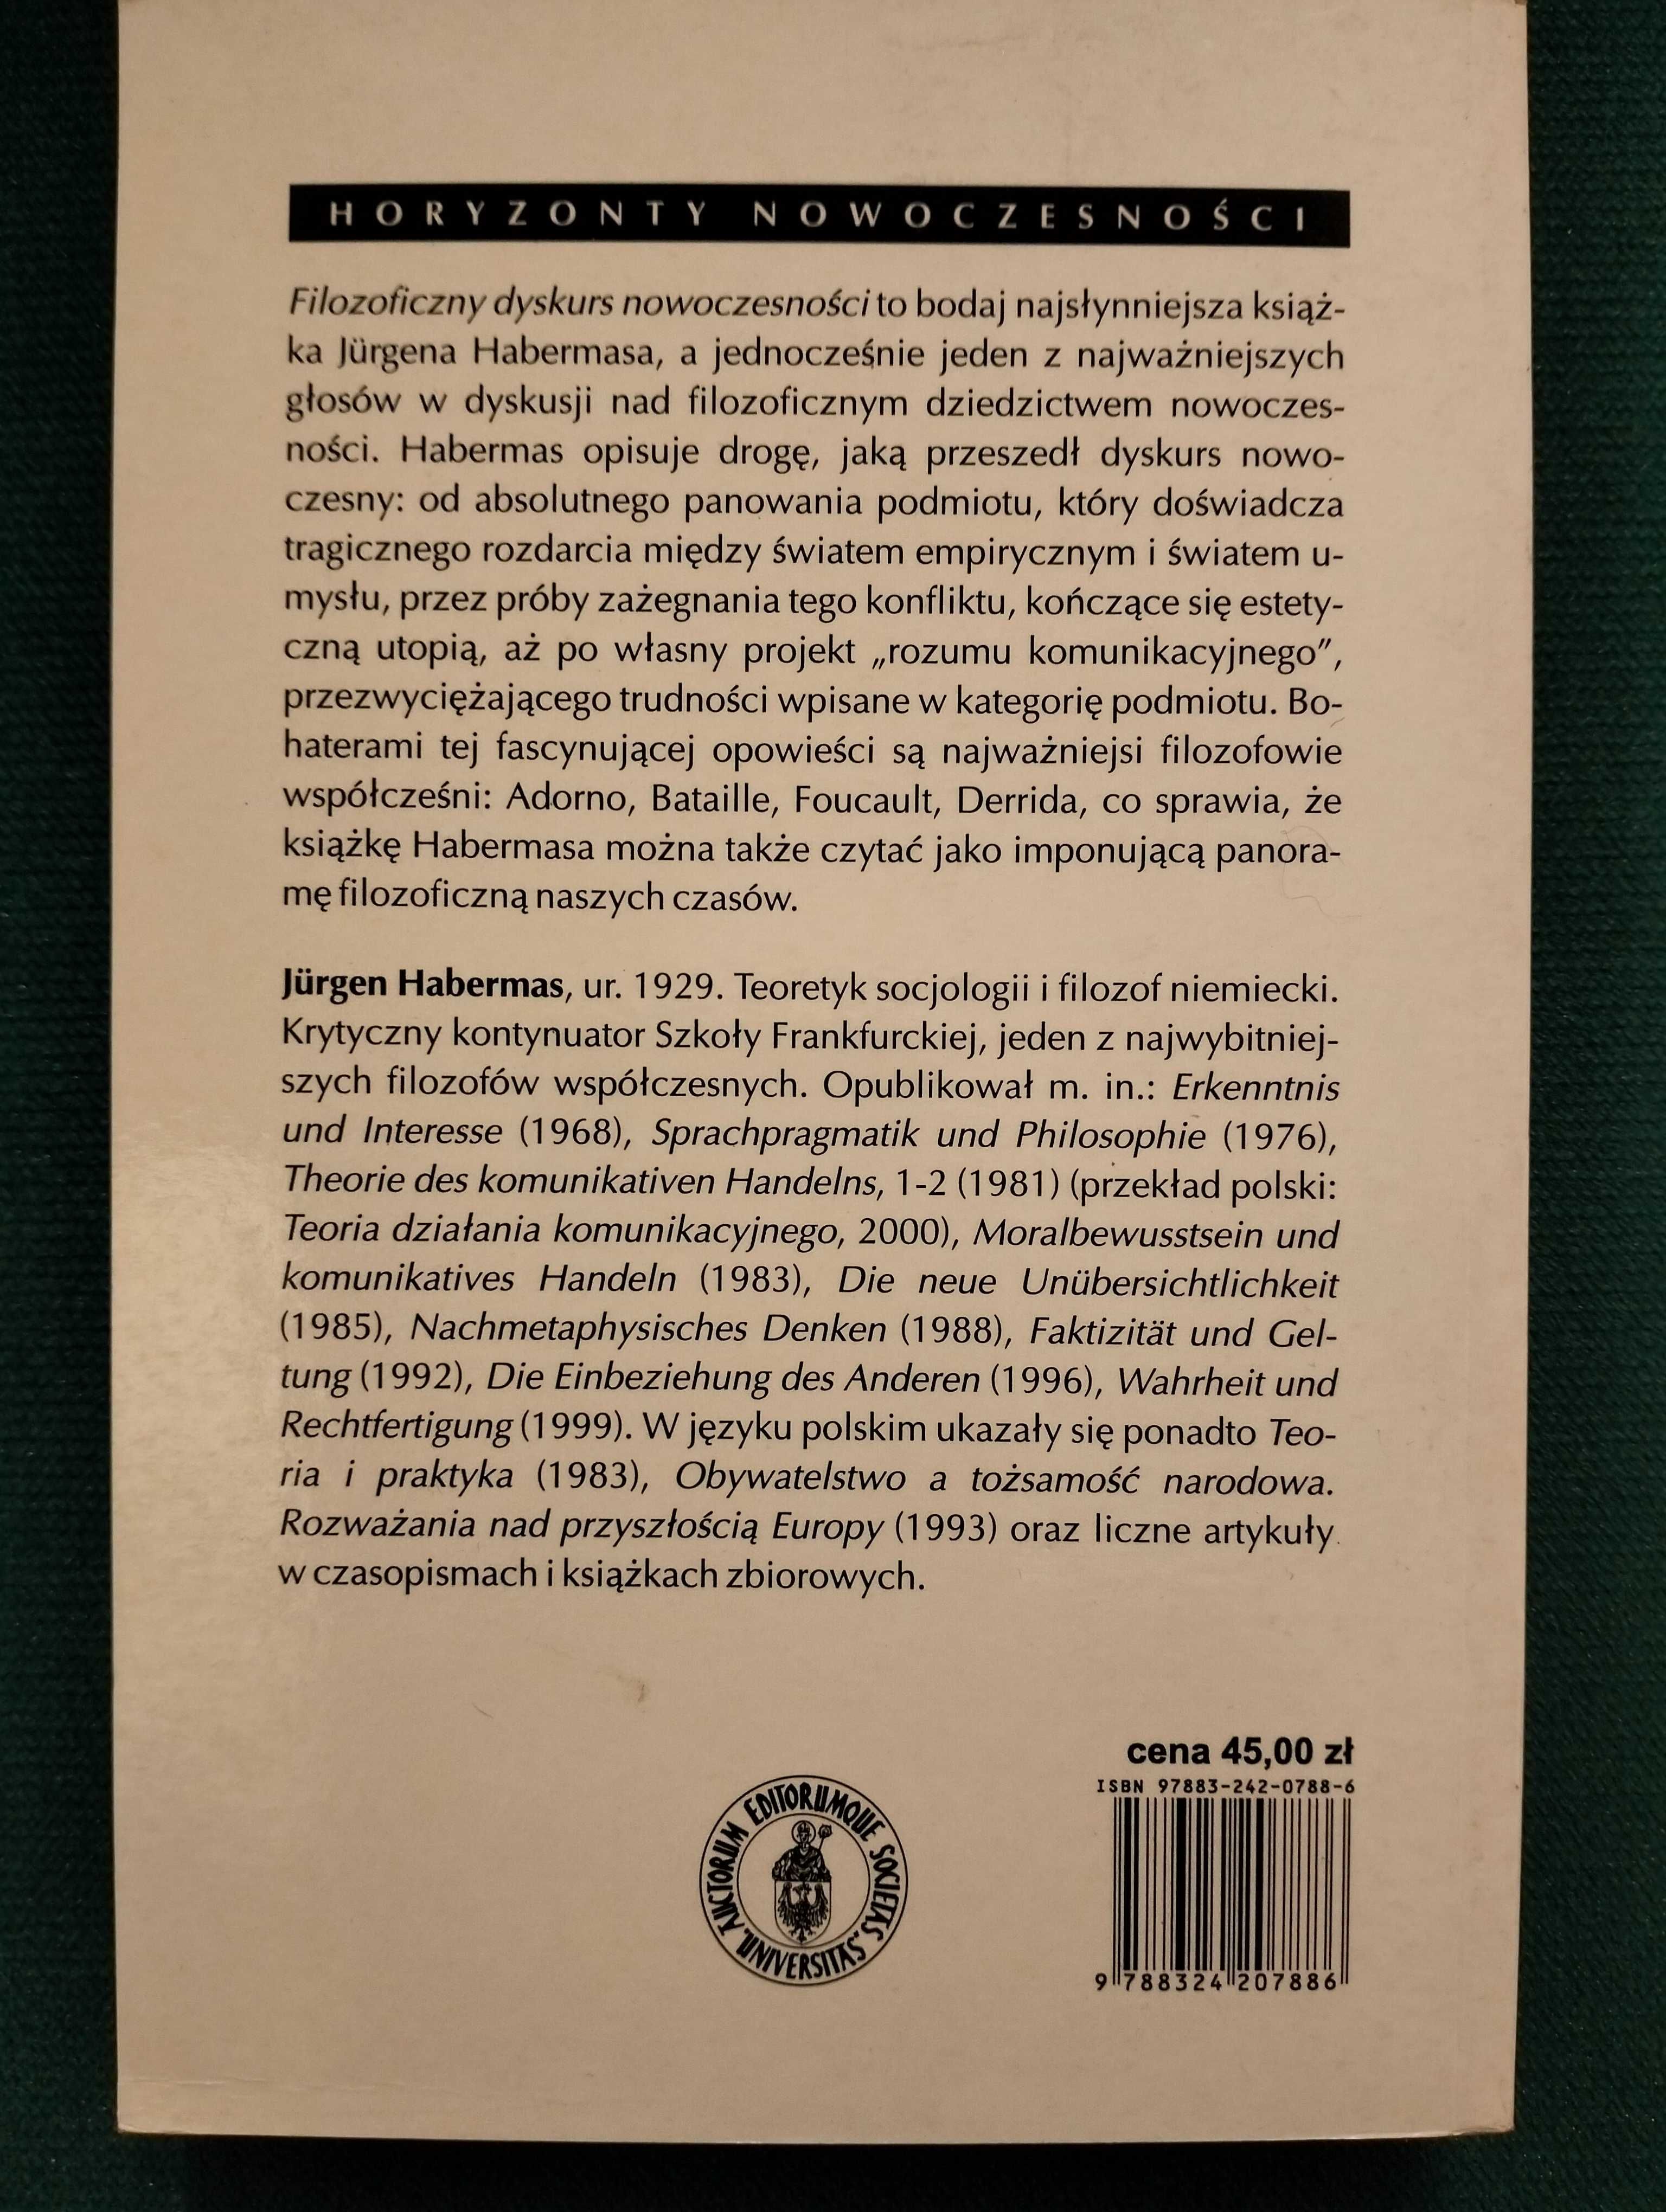 HORYZONTY NOWOCZESNOŚCI
Filozoficzny dyskurs nowoczesności to bodaj najsłynniejsza książ-
ka Jürgena Habermasa, a jednocześnie jeden z najważniejszych
głosów w dyskusji nad filozoficznym dziedzictwem nowoczes-
ności. Habermas opisuje drogę, jaką przeszedł dyskurs nowo-
czesny: od absolutnego panowania podmiotu, który doświadcza
tragicznego rozdarcia między światem empirycznym i światem u-
mysłu, przez próby zażegnania tego konfliktu, kończące się estety-
czną utopią, aż po własny projekt „rozumu komunikacyjnego”,
przezwyciężającego trudności wpisane w kategorię podmiotu. Bo-
haterami tej fascynującej opowieści są najważniejsi filozofowie
współcześni: Adorno, Bataille, Foucault, Derrida, co sprawia, że
książkę Habermasa można także czytać jako imponującą panora-
mę filozoficzną naszych czasów.
Jürgen Habermas, ur. 1929. Teoretyk socjologii i filozof niemiecki.
Krytyczny kontynuator Szkoły Frankfurckiej, jeden z najwybitniej-
szych filozofów współczesnych. Opublikował m. in.: Erkenntnis
und Interesse (1968), Sprachpragmatik und Philosophie (1976),
Theorie des komunikativen Handelns, 1-2 (1981) (przekład polski:
Teoria działania komunikacyjnego, 2000), Moralbewusstsein und
komunikatives Handeln (1983), Die neue Unübersichtlichkeit
(1985), Nachmetaphysisches Denken (1988), Faktizität und Gel-
tung (1992), Die Einbeziehung des Anderen (1996), Wahrheit und
Rechtfertigung (1999). W języku polskim ukazały się ponadto Teo-
ria i praktyka (1983), Obywatelstwo a tożsamość narodowa.
Rozważania nad przyszłością Europy (1993) oraz liczne artykuły
w czasopismach i książkach zbiorowych.
cena 45,00 zł
ISBN 97883-242-0788-6
9 788324 207886
AUCTORUM EDITORUMQUE SOCIETAS "UNIVERSITAS"